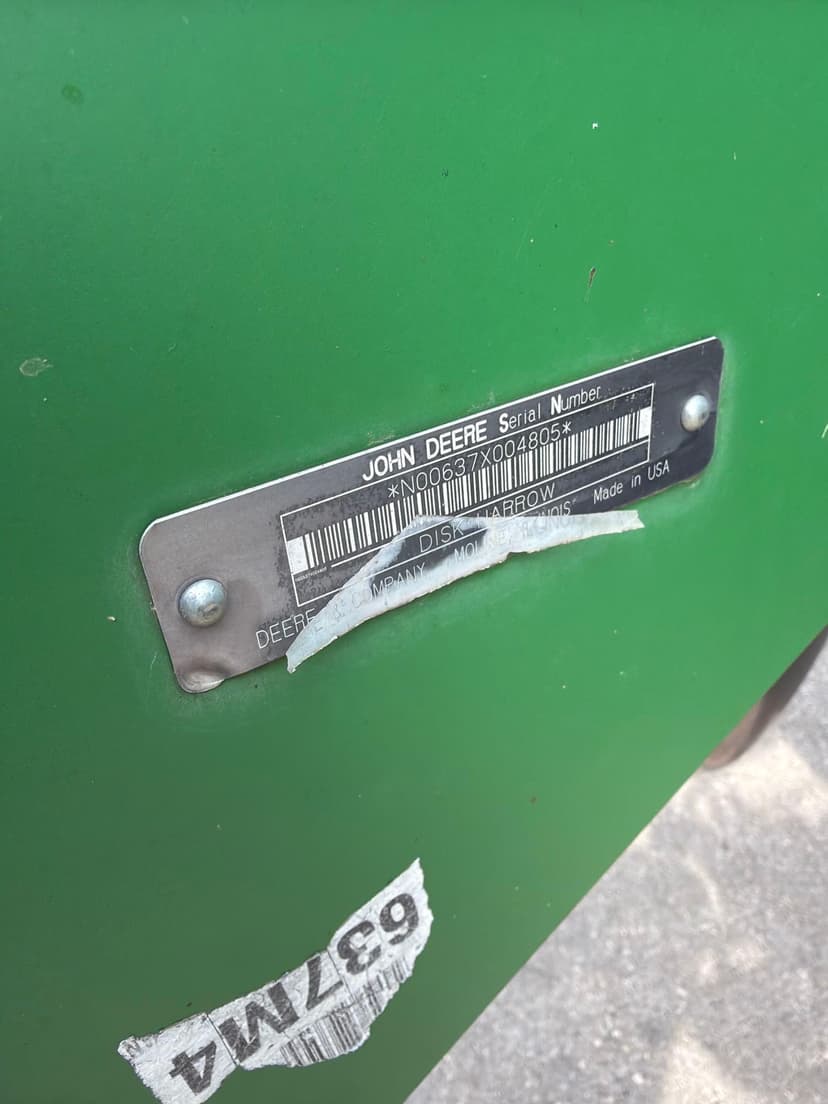 JOHN DEERE Serial Number
*N00637X004805*
DISK HARROW
DEERE & COMPANY MOLINE, ILLINOIS Made in USA
637M4